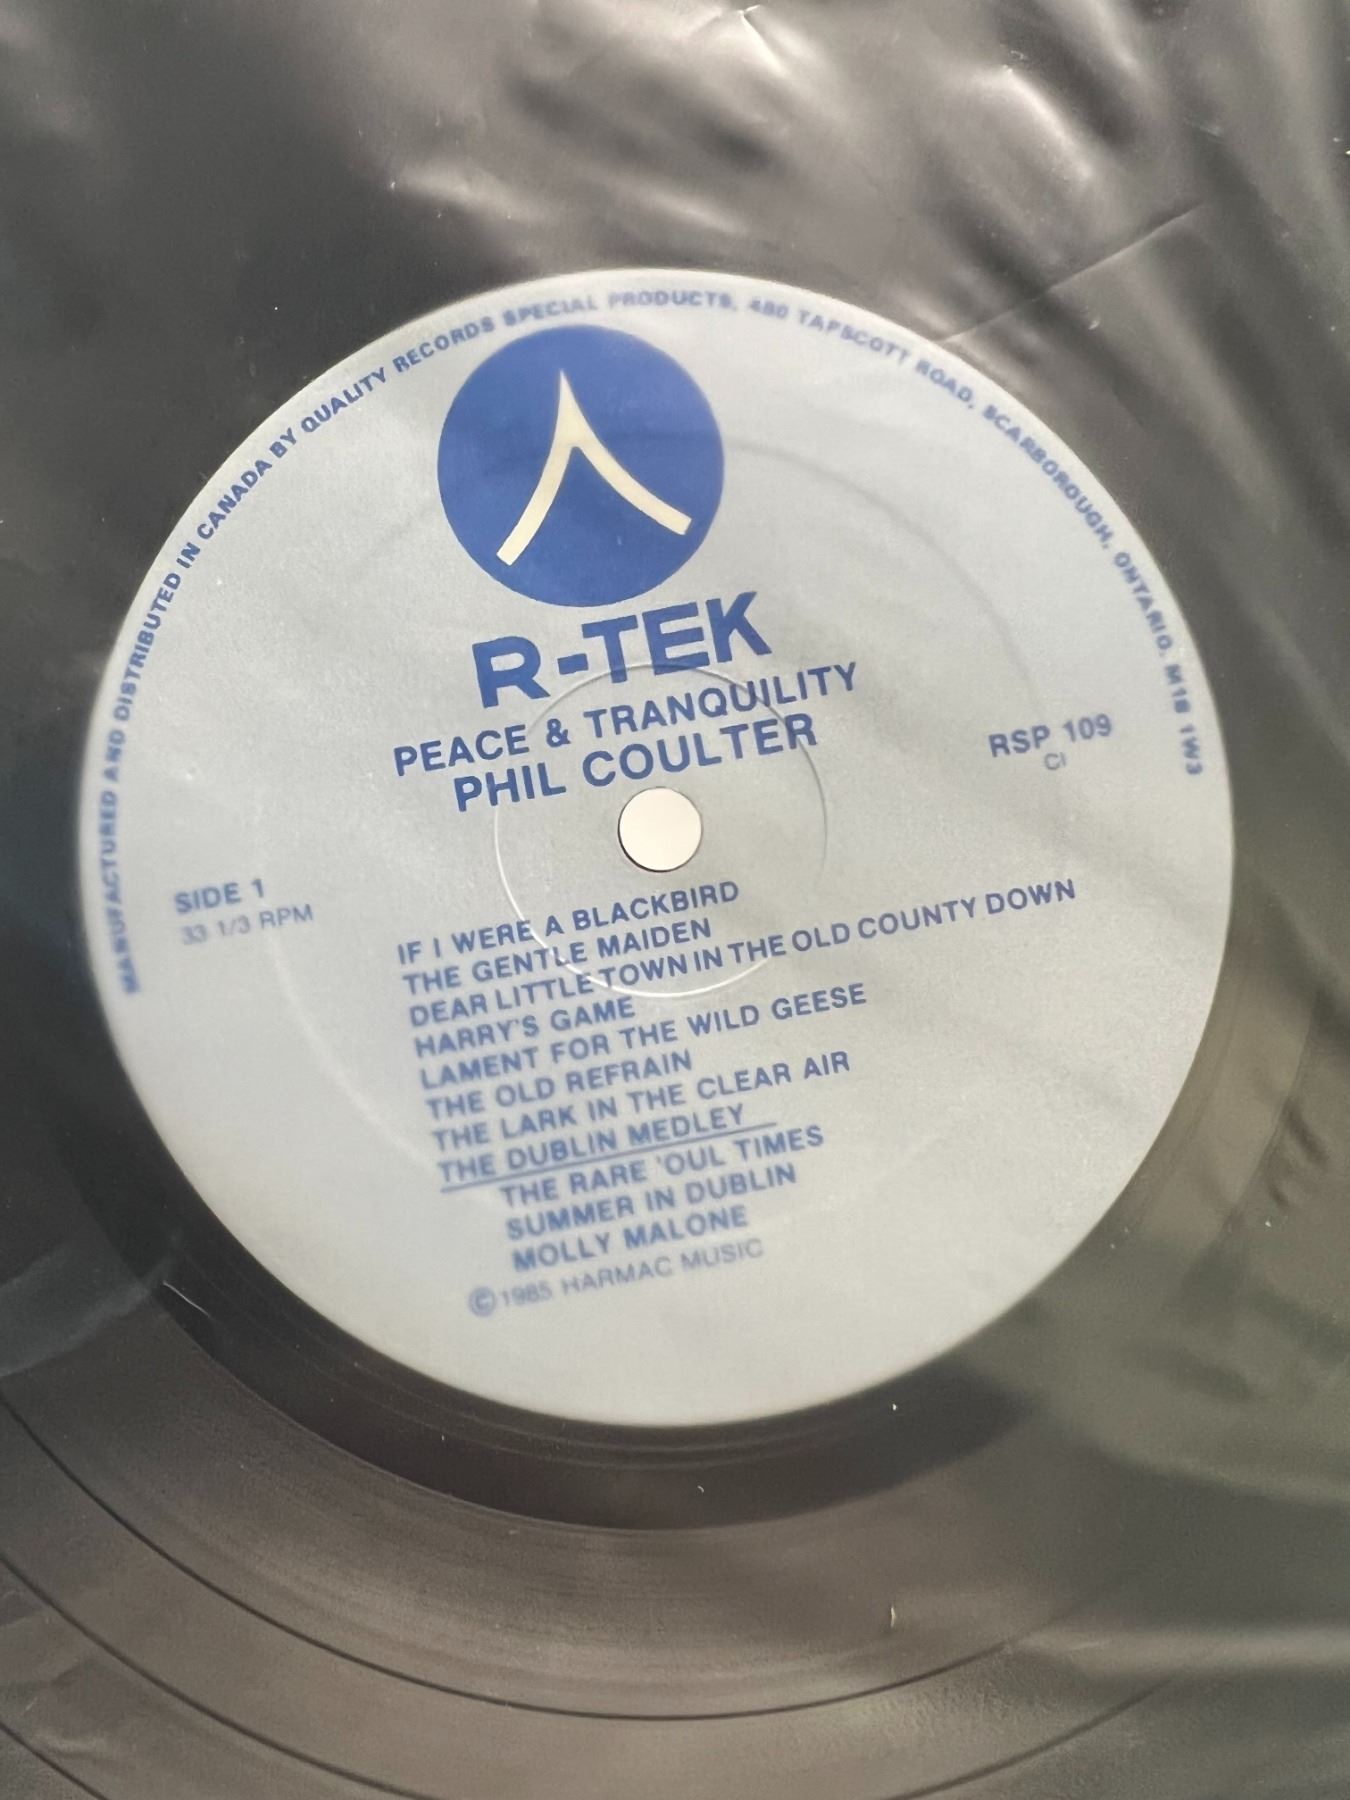 MANUFACTURED AND DISTRIBUTED IN CANADA BY QUALITY RECORDS SPECIAL PRODUCTS, 480 TAPSCOTT ROAD, SCARBOROUGH, ONTARIO. M1B 1W3
R-TEK
PEACE & TRANQUILITY
PHIL COULTER
RSP 109
CI
SIDE 1
33 1/3 RPM
IF I WERE A BLACKBIRD
THE GENTLE MAIDEN
DEAR LITTLE TOWN IN THE OLD COUNTY DOWN
HARRY'S GAME
LAMENT FOR THE WILD GEESE
THE OLD REFRAIN
THE LARK IN THE CLEAR AIR
THE DUBLIN MEDLEY
THE RARE 'OUL TIMES
SUMMER IN DUBLIN
MOLLY MALONE
©1985 HARMAC MUSIC